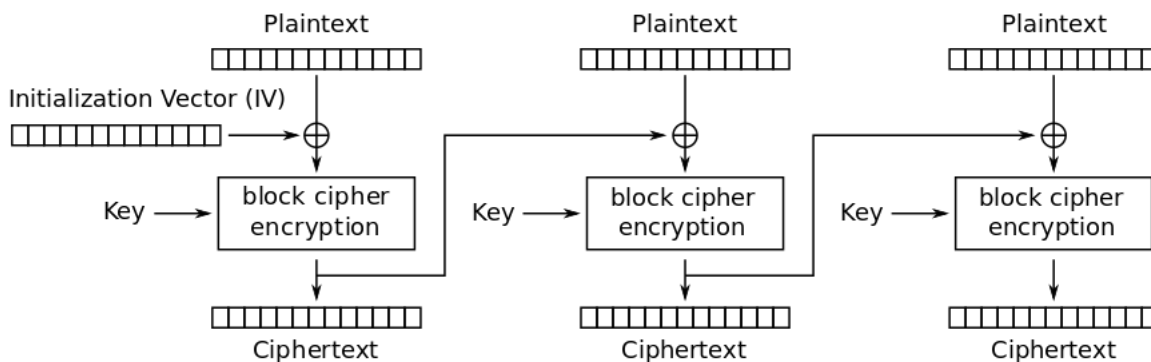 Plaintext
Plaintext
Plaintext
Initialization Vector (IV)
Key
block cipher
encryption
Key
block cipher
encryption
Key
block cipher
encryption
Ciphertext
Ciphertext
Ciphertext